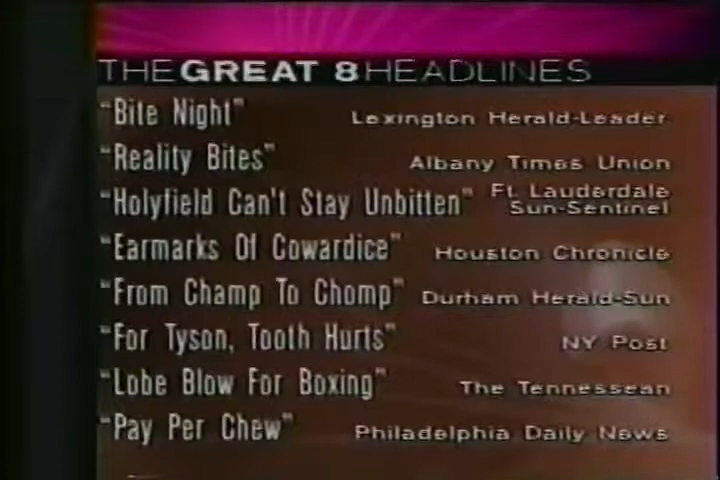 THE GREAT 8 HEADLINES
"Bite Night" Lexington Herald-Leader
"Reality Bites" Albany Times Union
"Holyfield Can't Stay Unbitten" Ft. Lauderdale
Sun-Sentinel
"Earmarks Of Cowardice" Houston Chronicle
"From Champ To Chomp" Durham Herald-Sun
"For Tyson, Tooth Hurts" NY Post
"Lobe Blow For Boxing" The Tennessean
"Pay Per Chew" Philadelphia Daily News